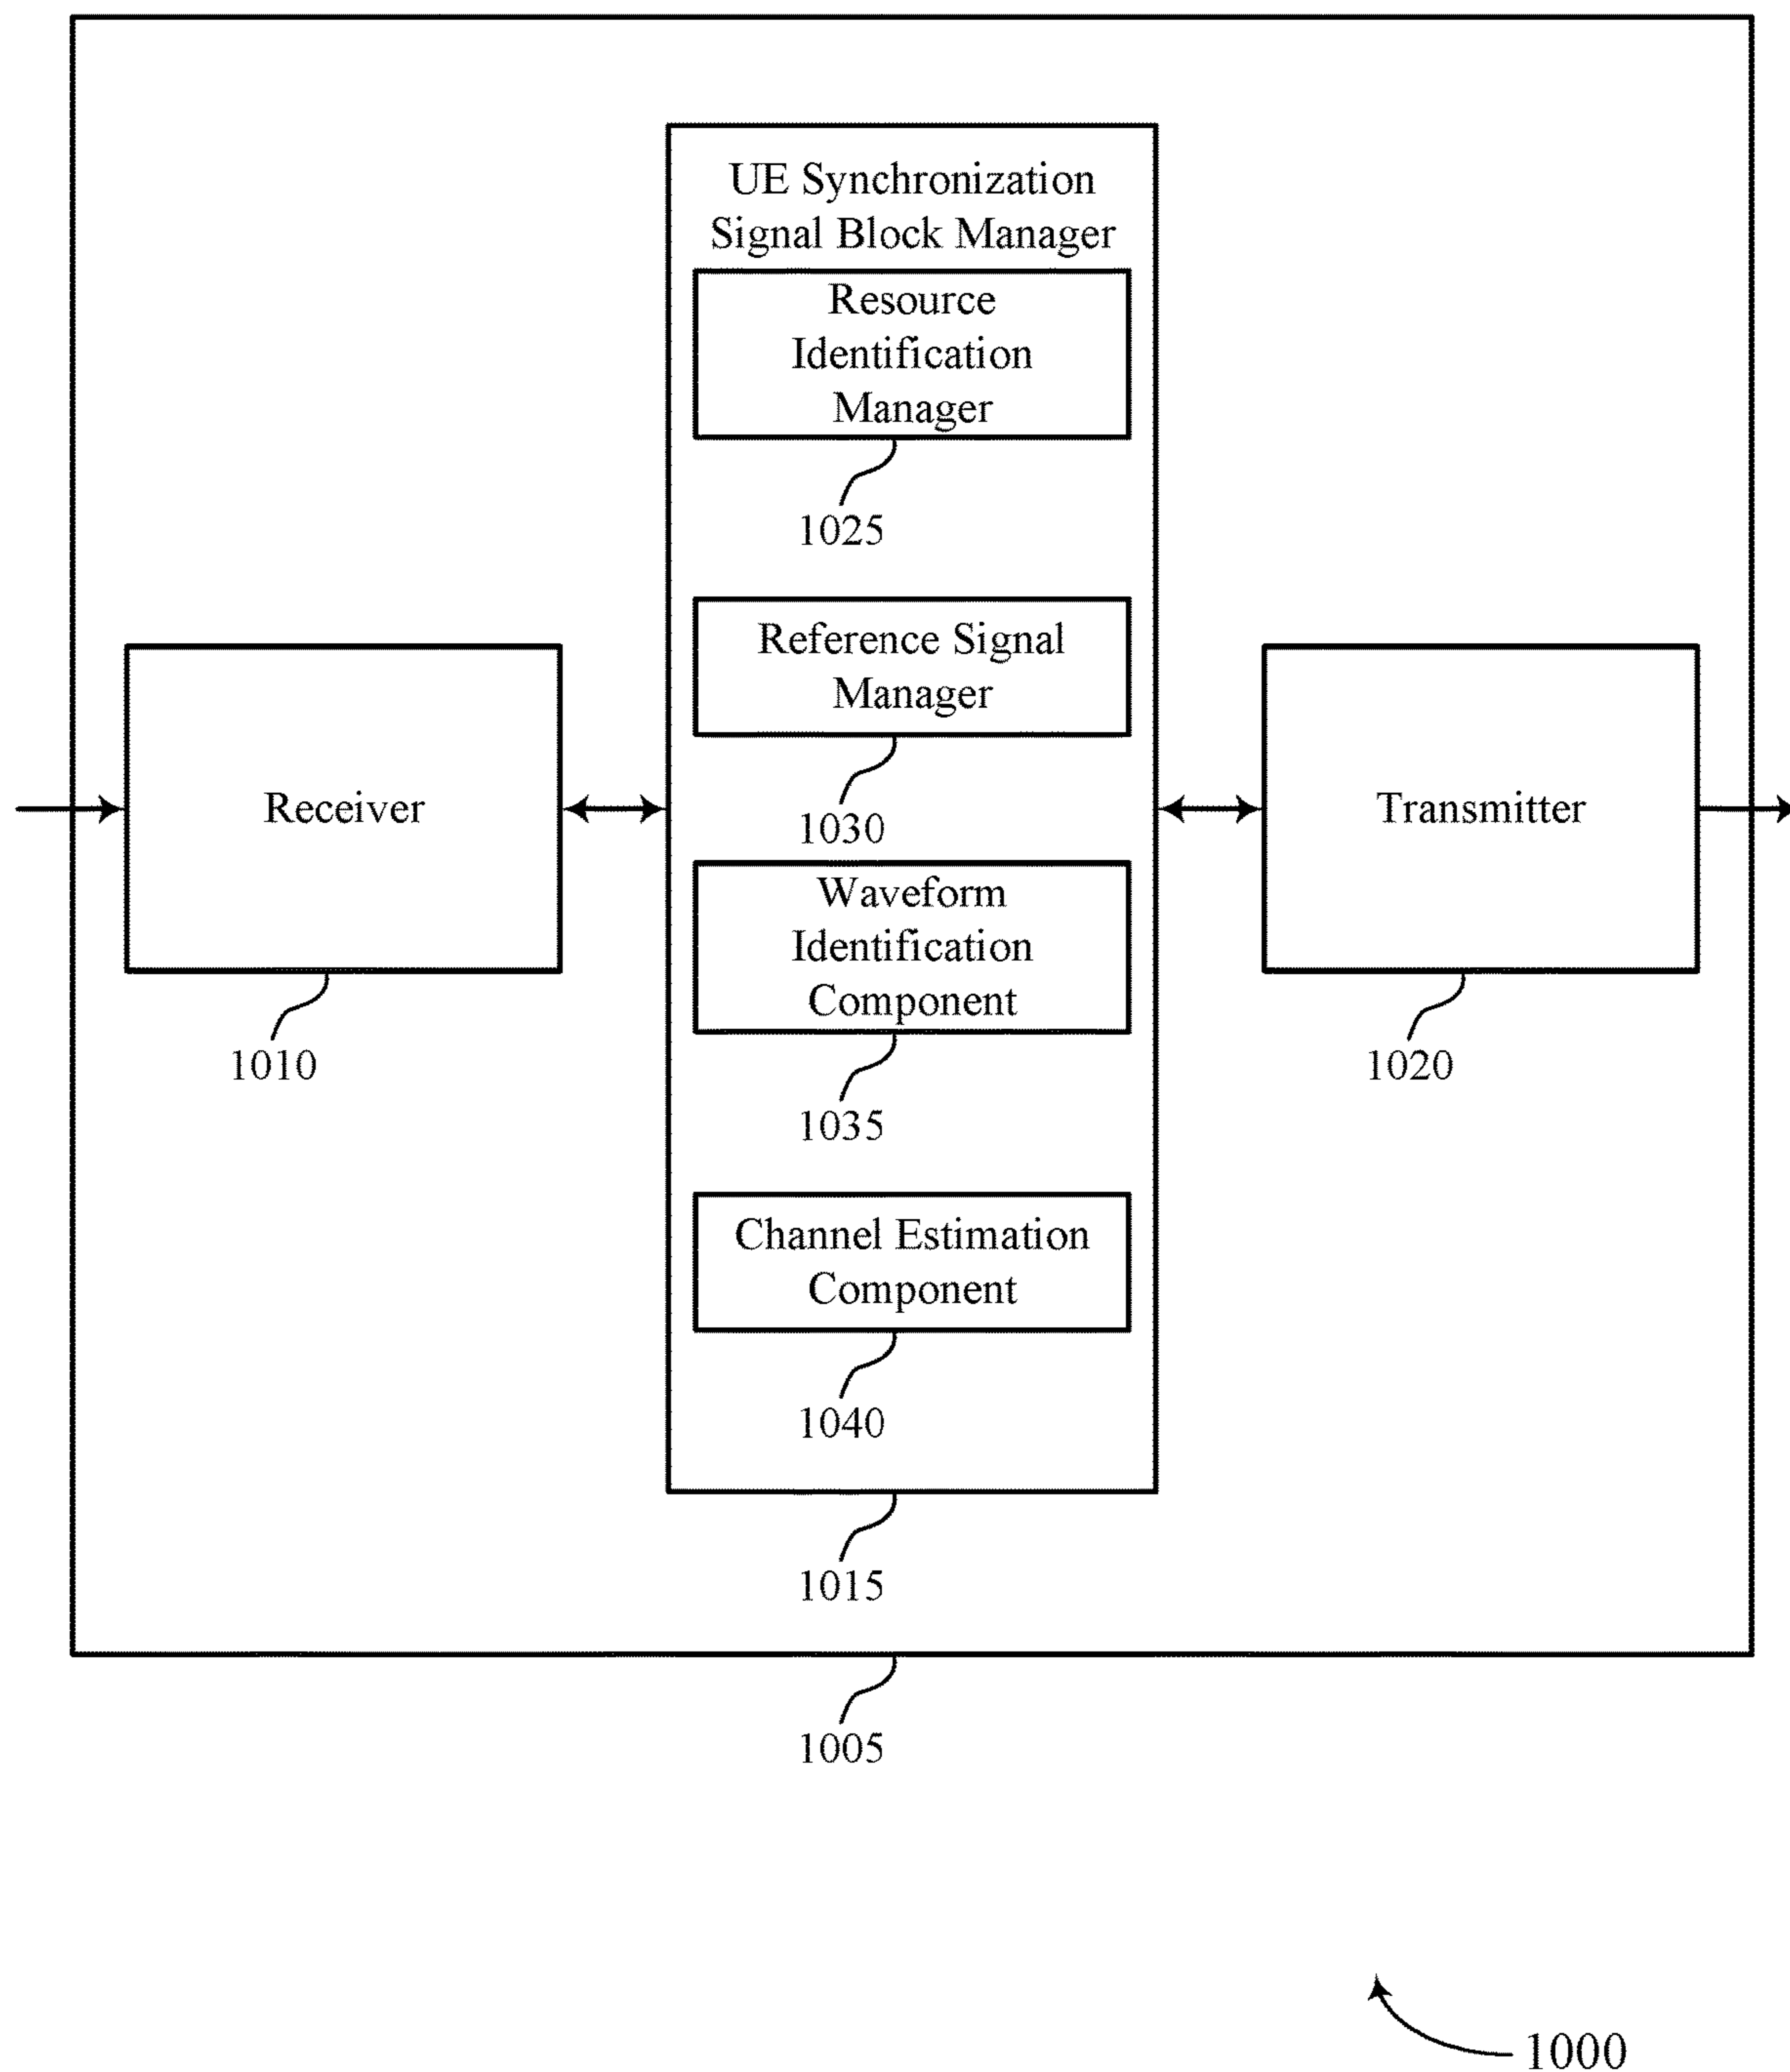 UE Synchronization
Signal Block Manager
Resource
Identification
Manager
1025
Reference Signal
Manager
1030
Waveform
Identification
Component
1035
Channel Estimation
Component
1040
1015
Receiver
1010
Transmitter
1020
1005
1000